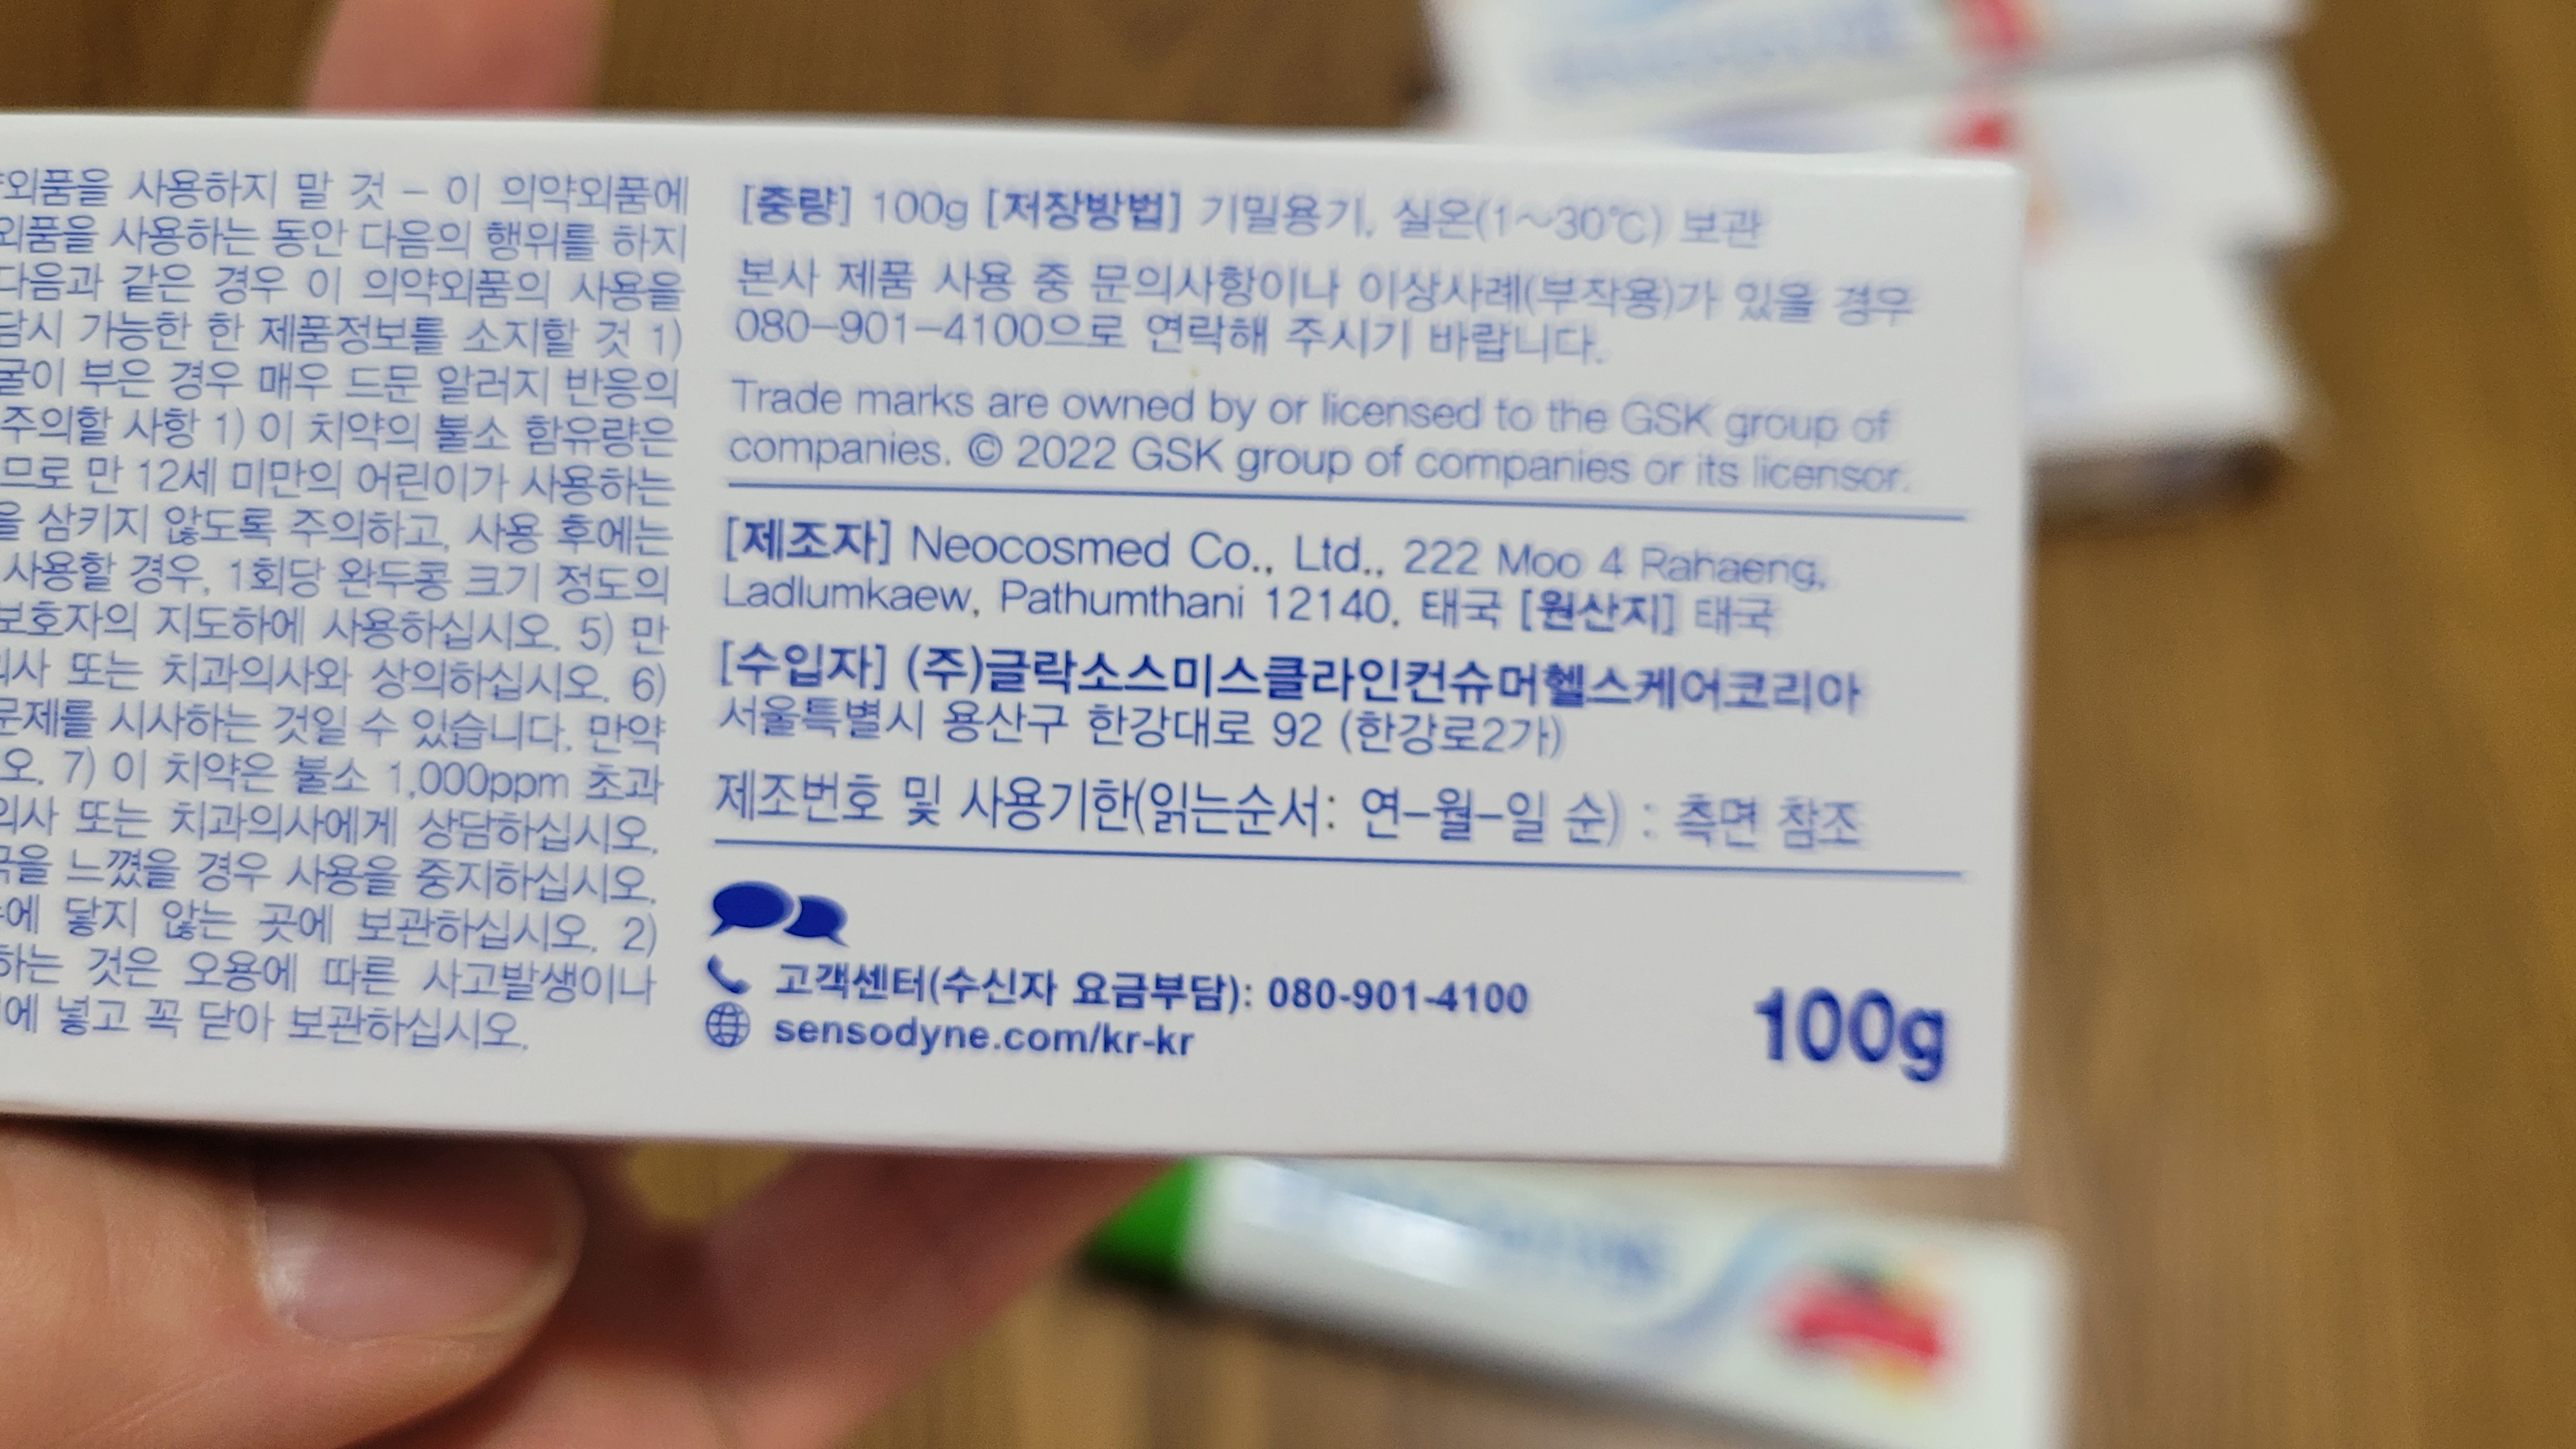 외품을 사용하지 말 것 – 이 의약외품에
외품을 사용하는 동안 다음의 행위를 하지
다음과 같은 경우 이 의약외품의 사용을
담시 가능한 한 제품정보를 소지할 것 1)
굴이 부은 경우 매우 드문 알러지 반응의
주의할 사항 1) 이 치약의 불소 함유량은
므로 만 12세 미만의 어린이가 사용하는
을 삼키지 않도록 주의하고, 사용 후에는
사용할 경우, 1회당 완두콩 크기 정도의
보호자의 지도하에 사용하십시오. 5) 만
의사 또는 치과의사와 상의하십시오. 6)
문제를 시사하는 것일 수 있습니다. 만약
오. 7) 이 치약은 불소 1,000ppm 초과
의사 또는 치과의사에게 상담하십시오.
을 느꼈을 경우 사용을 중지하십시오.
에 닿지 않는 곳에 보관하십시오. 2)
하는 것은 오용에 따른 사고발생이나
에 넣고 꼭 닫아 보관하십시오.
[중량] 100g [저장방법] 기밀용기, 실온(1~30℃) 보관
본사 제품 사용 중 문의사항이나 이상사례(부작용)가 있을 경우
080–901–4100으로 연락해 주시기 바랍니다.
Trade marks are owned by or licensed to the GSK group of
companies. © 2022 GSK group of companies or its licensor.
[제조자] Neocosmed Co., Ltd., 222 Moo 4 Rahaeng,
Ladlumkaew, Pathumthani 12140, 태국 [원산지] 태국
[수입자] (주)글락소스미스클라인컨슈머헬스케어코리아
서울특별시 용산구 한강대로 92 (한강로2가)
제조번호 및 사용기한(읽는순서: 연–월–일 순) : 측면 참조
고객센터(수신자 요금부담): 080-901-4100
sensodyne.com/kr-kr
100g